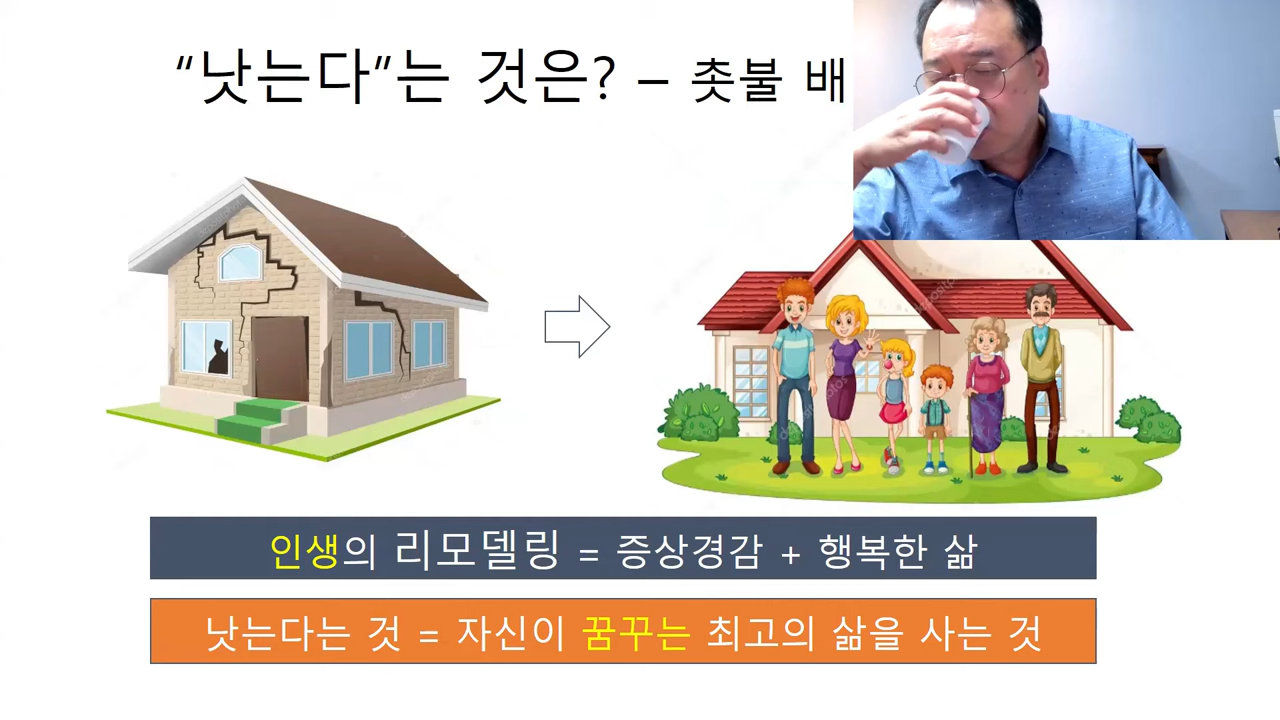 “낫는다”는 것은? – 촛불 배
인생의 리모델링 = 증상경감 + 행복한 삶
낫는다는 것 = 자신이 꿈꾸는 최고의 삶을 사는 것